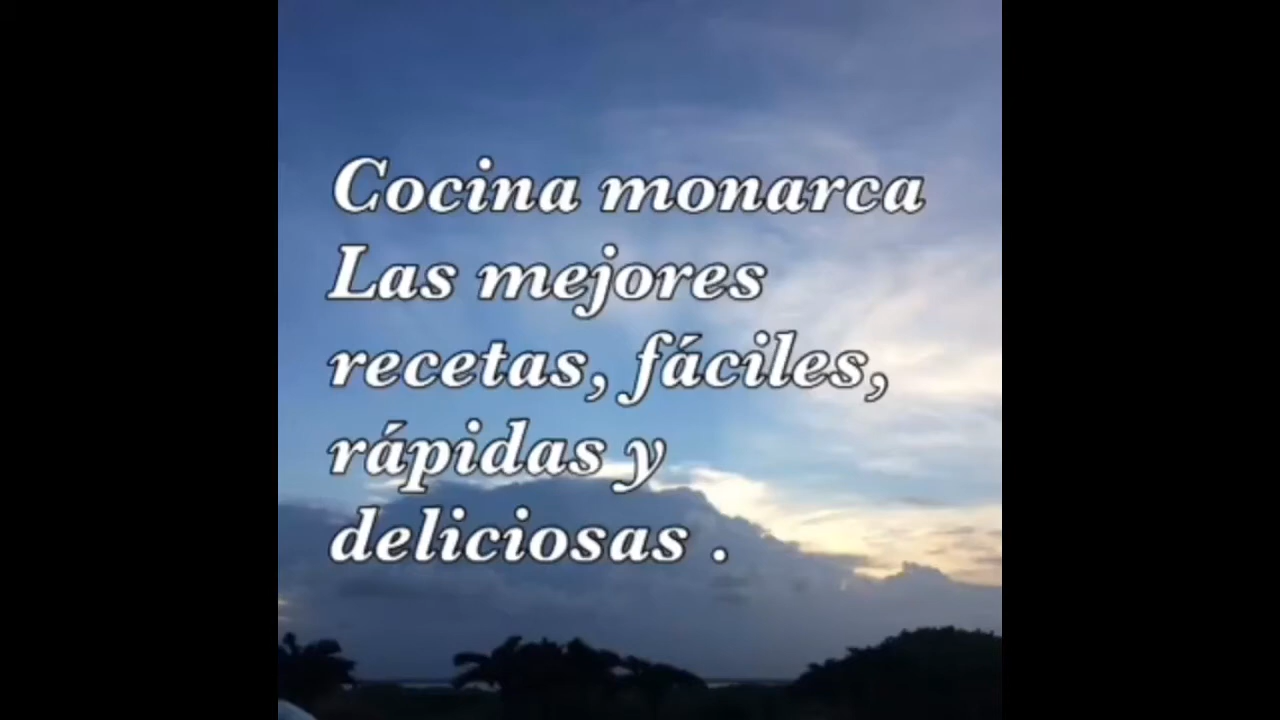 Cocina monarca
Las mejores
recetas, fáciles,
rápidas y
deliciosas .